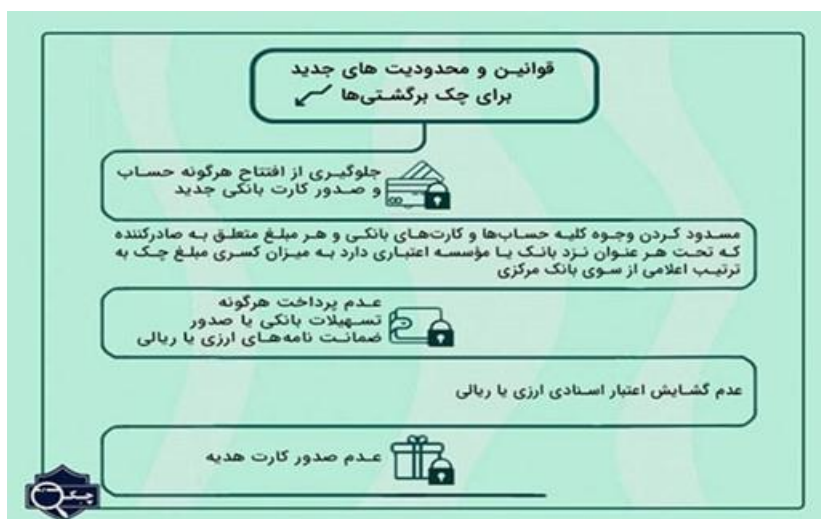 قوانین و محدودیت های جدید
برای چک برگشتی‌ها
جلوگیری از افتتاح هرگونه حساب
و صدور کارت بانکی جدید
مسدود کردن وجوه کلیه حساب‌ها و کارت‌های بانکی و هر مبلغ متعلق به صادرکننده
که تحت هر عنوان نزد بانک یا مؤسسه اعتباری دارد به میزان کسری مبلغ چک به
ترتیب اعلامی از سوی بانک مرکزی
عدم پرداخت هرگونه
تسهیلات بانکی یا صدور
ضمانت نامه‌های ارزی یا ریالی
عدم گشایش اعتبار اسنادی ارزی یا ریالی
عدم صدور کارت هدیه